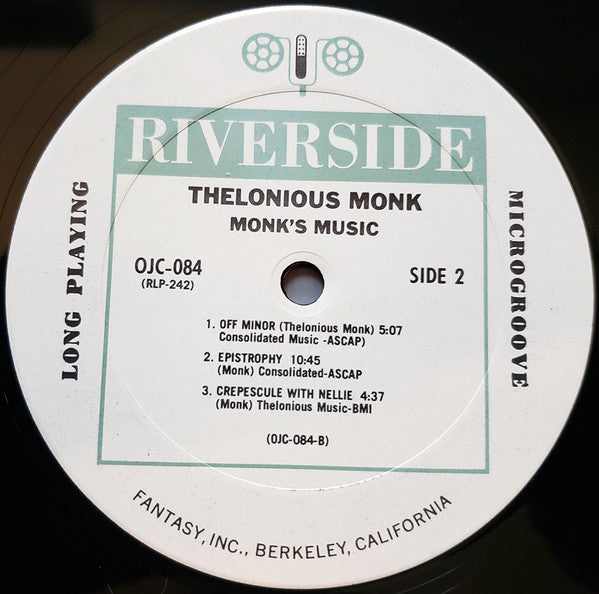 RIVERSIDE
THELONIOUS MONK
MONK'S MUSIC
LONG PLAYING
MICROGROOVE
OJC-084
(RLP-242)
SIDE 2
1. OFF MINOR (Thelonious Monk) 5:07
Consolidated Music -ASCAP)
2. EPISTROPHY 10:45
(Monk) Consolidated-ASCAP
3. CREPESCULE WITH NELLIE 4:37
(Monk) Thelonious Music-BMI
(OJC-084-B)
FANTASY, INC., BERKELEY, CALIFORNIA